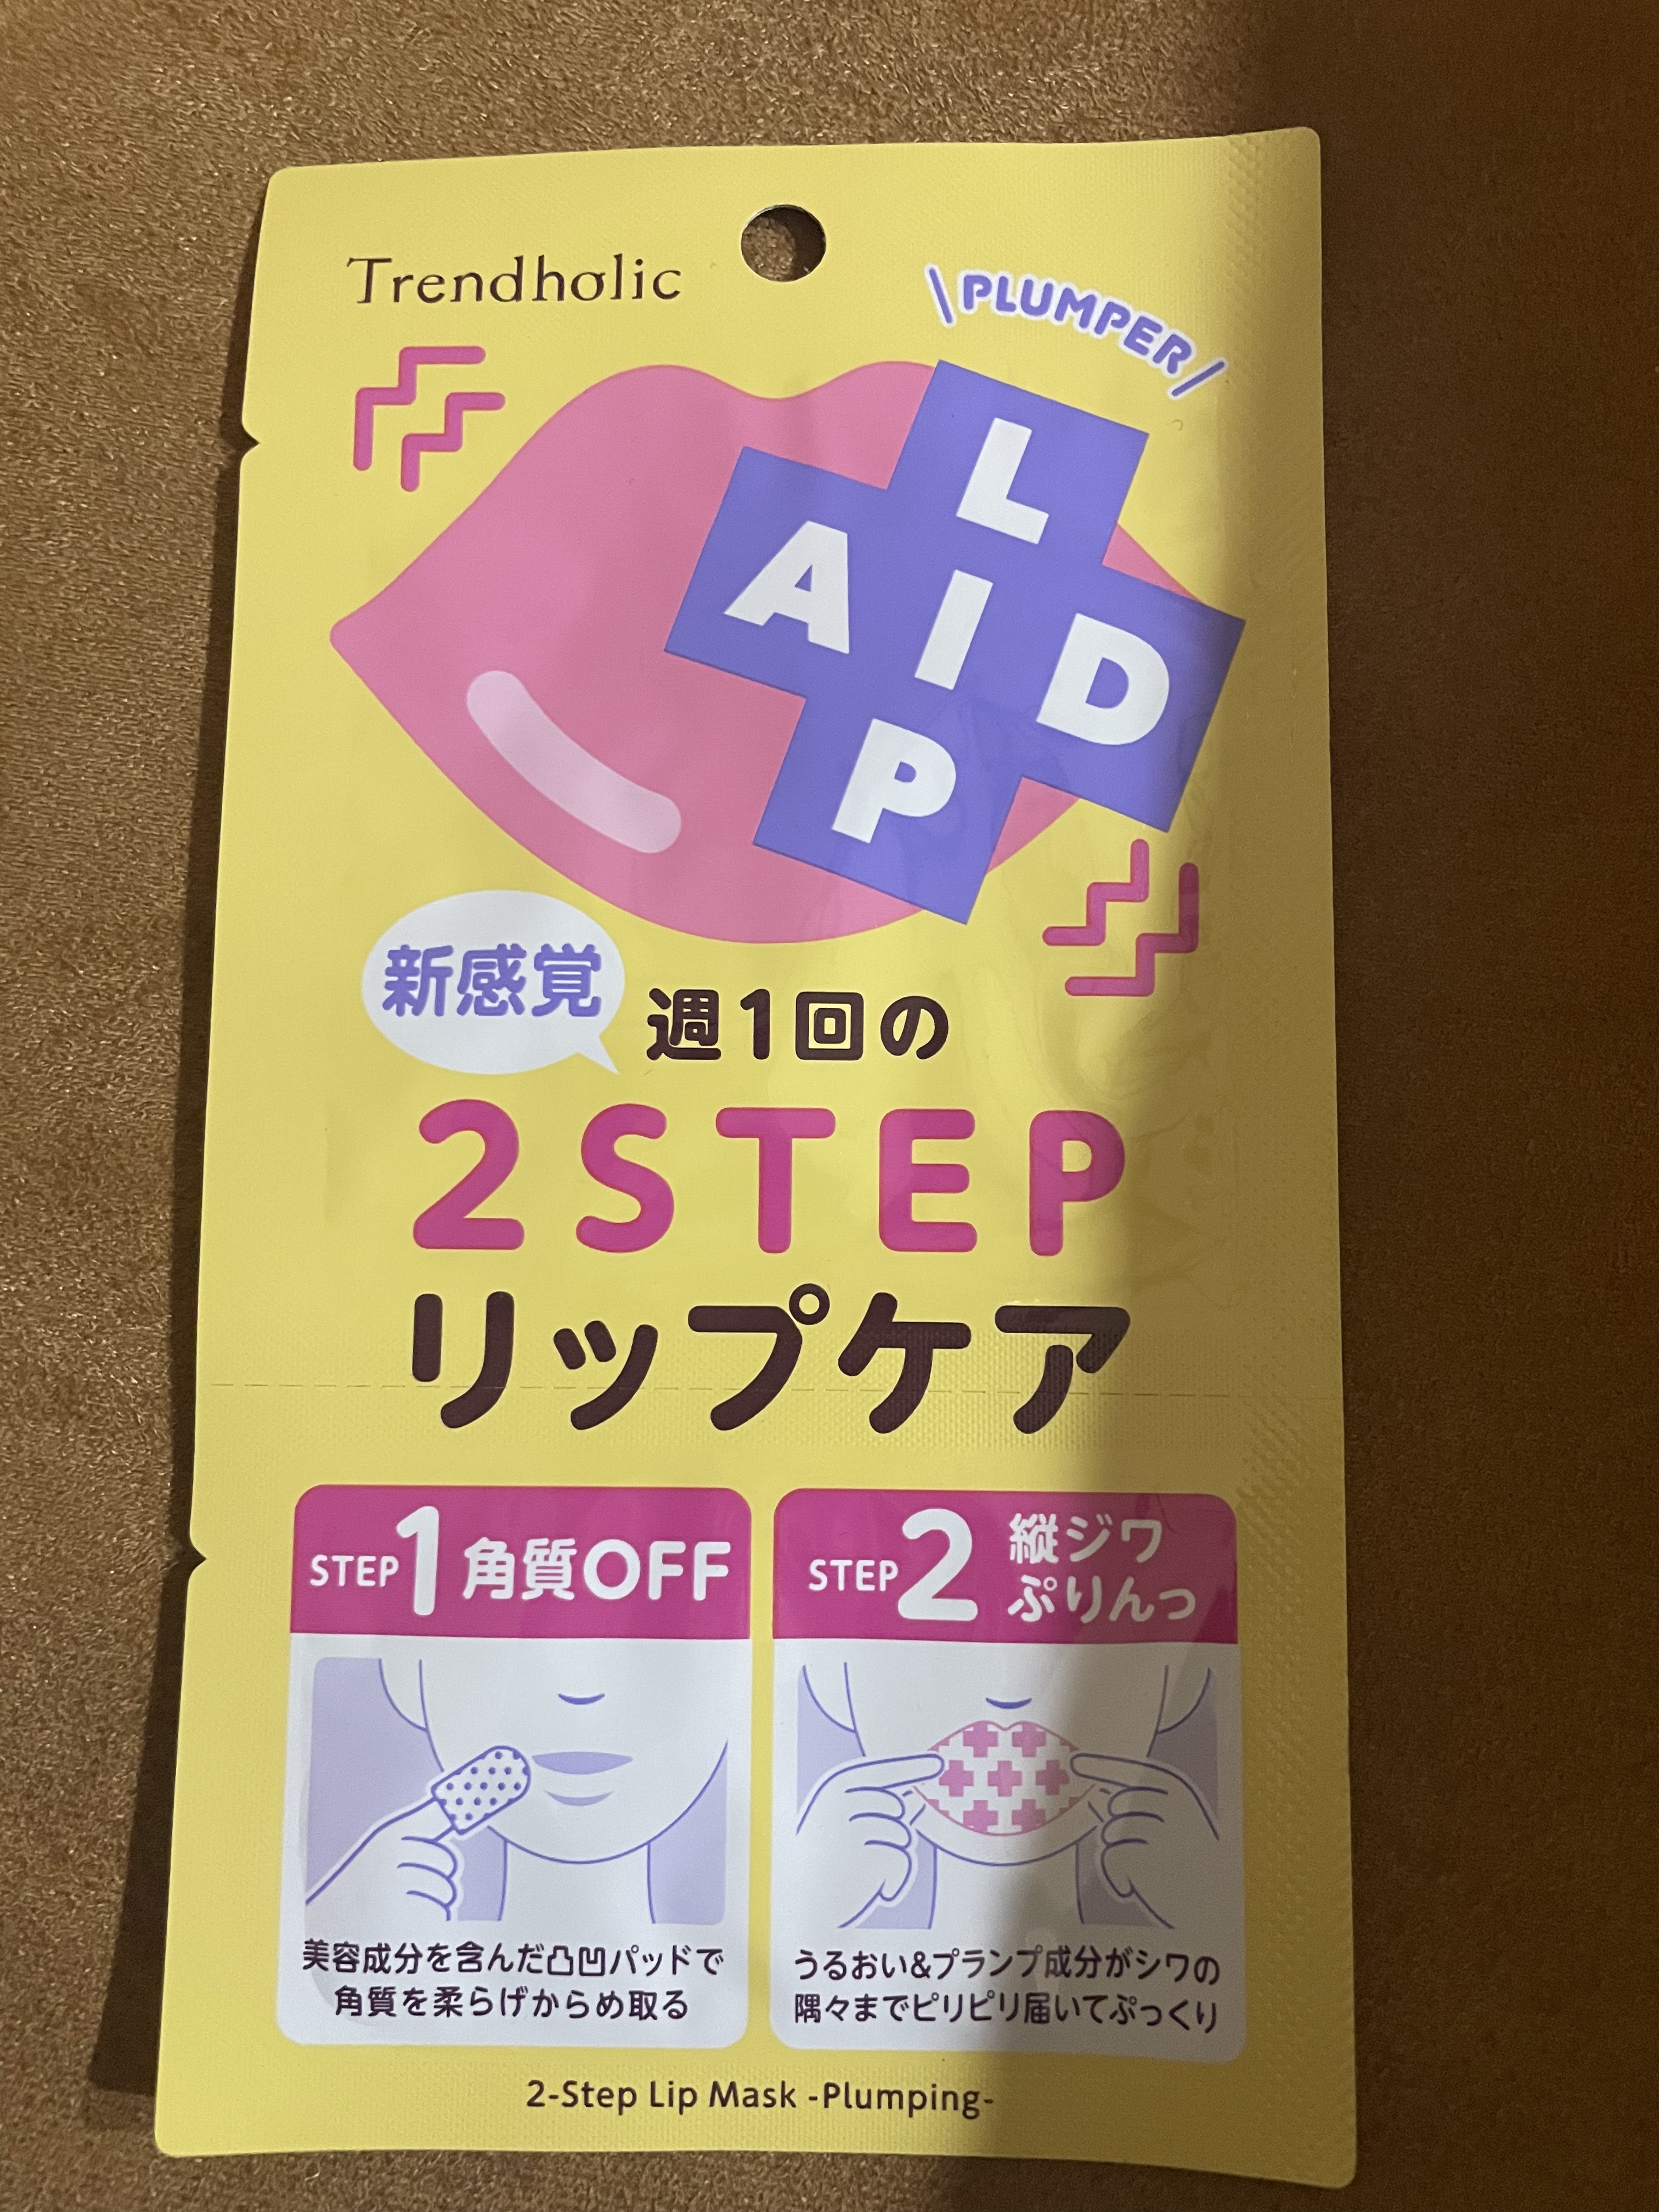 Trendholic
\PLUMPER/
L
AID
P
新感覚
週1回の
2STEP
リップケア
STEP1 角質OFF
美容成分を含んだ凸凹パッドで
角質を柔らげからめ取る
STEP2 縦ジワ
ぷりんっ
うるおい&プランプ成分がシワの
隅々までピリピリ届いてぷっくり
2-Step Lip Mask -Plumping-